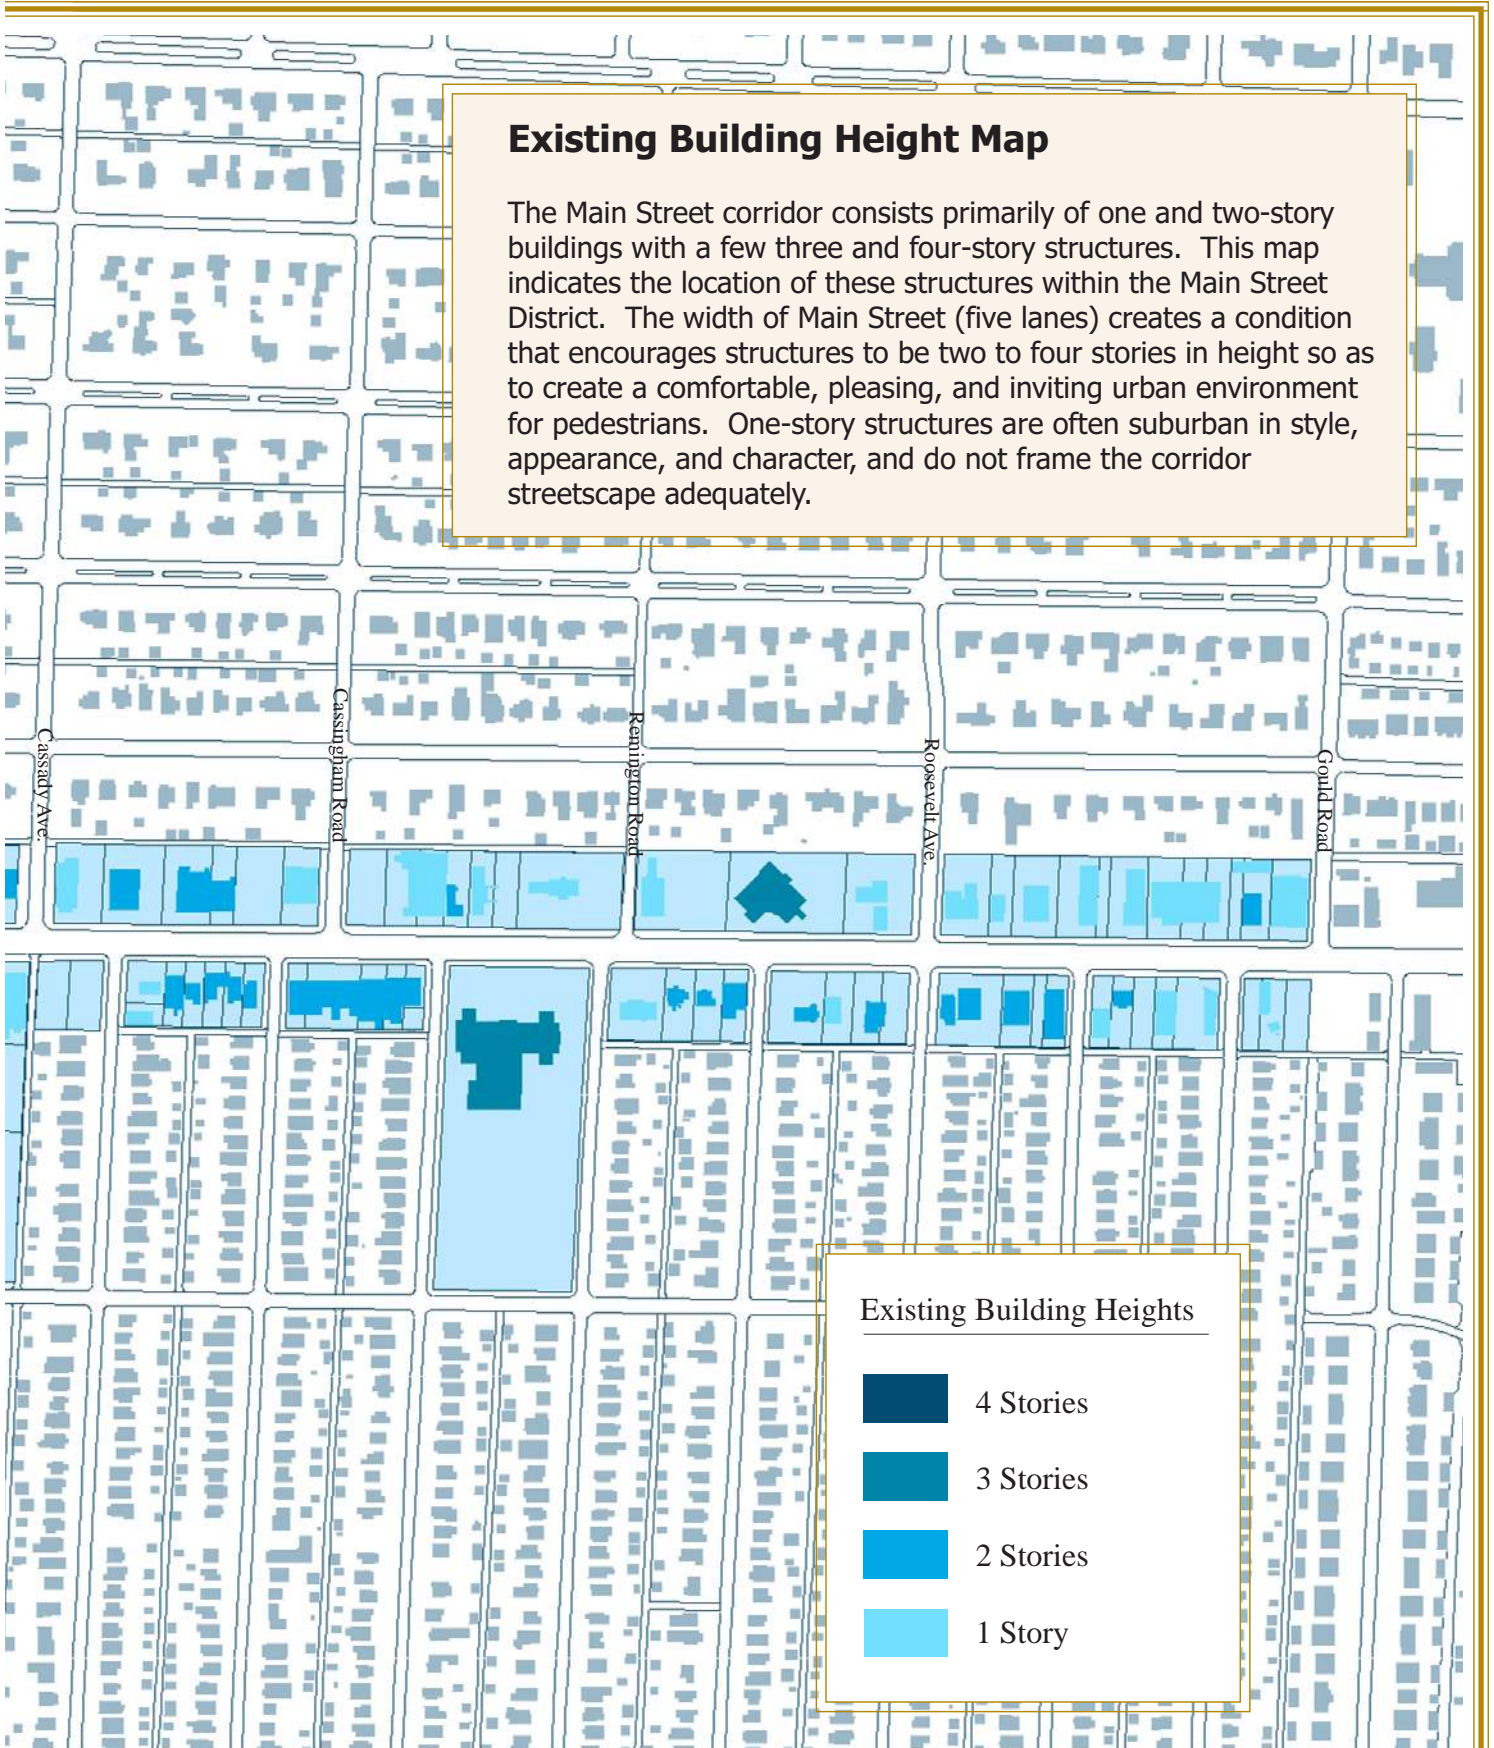 Existing Building Height Map
The Main Street corridor consists primarily of one and two-story
buildings with a few three and four-story structures.  This map
indicates the location of these structures within the Main Street
District.  The width of Main Street (five lanes) creates a condition
that encourages structures to be two to four stories in height so as
to create a comfortable, pleasing, and inviting urban environment
for pedestrians.  One-story structures are often suburban in style,
appearance, and character, and do not frame the corridor
streetscape adequately.
Cassady Ave.
Cassingham Road
Remington Road
Roosevelt Ave.
Gould Road
Existing Building Heights
4 Stories
3 Stories
2 Stories
1 Story